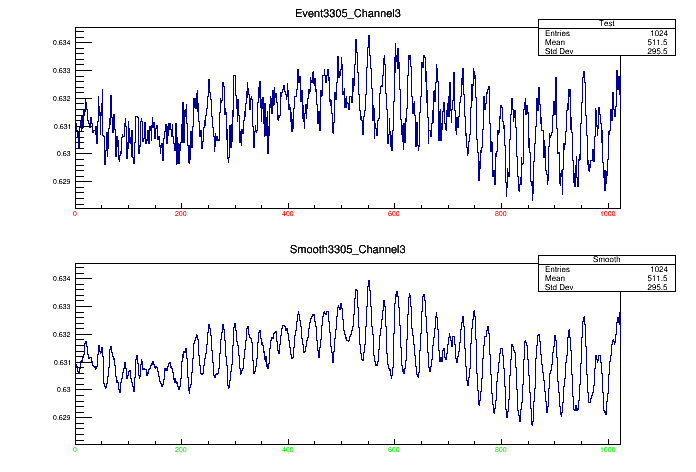 Event3305_Channel3
Test
Entries 1024
Mean 511.5
Std Dev 295.5
0.634
0.633
0.632
0.631
0.63
0.629
0 200 400 600 800 1000
Smooth3305_Channel3
Smooth
Entries 1024
Mean 511.5
Std Dev 295.5
0.634
0.633
0.632
0.631
0.63
0.629
0 200 400 600 800 1000